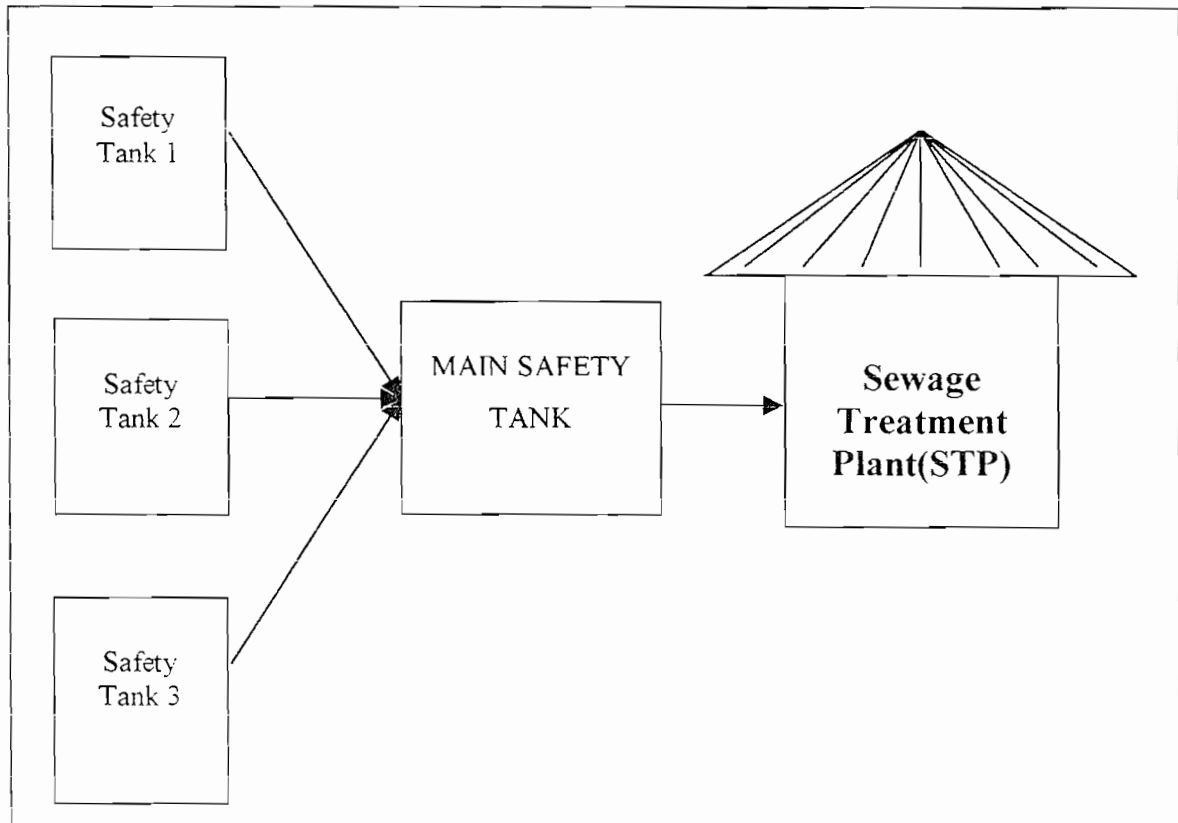 Safety
Tank 1
Safety
Tank 2
Safety
Tank 3
MAIN SAFETY
TANK
Sewage
Treatment
Plant(STP)